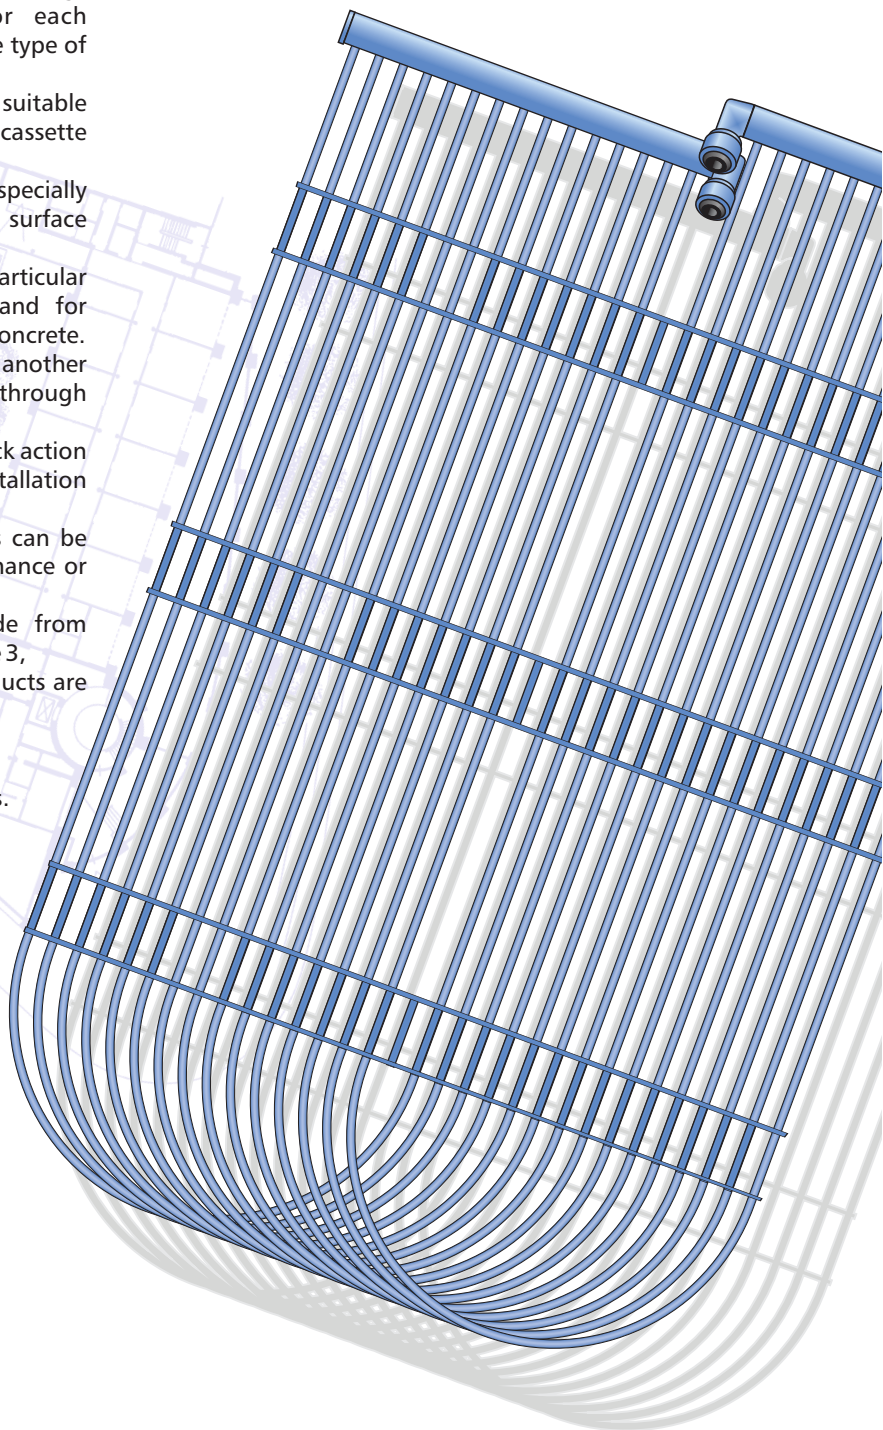 or each
type of
suitable
cassette
specially
surface
articular
and for
oncrete.
another
through
ck action
tallation
s can be
nance or
de from
3,
ucts are
s.